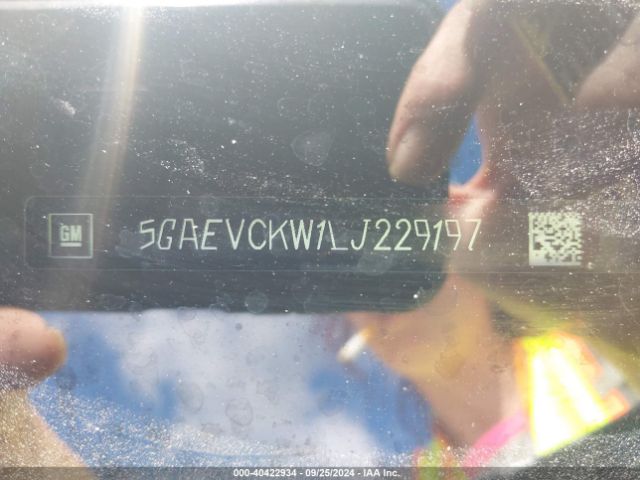 GM 5GAEVCKW1LJ229197
000-40422934 - 09/25/2024 - IAA Inc.